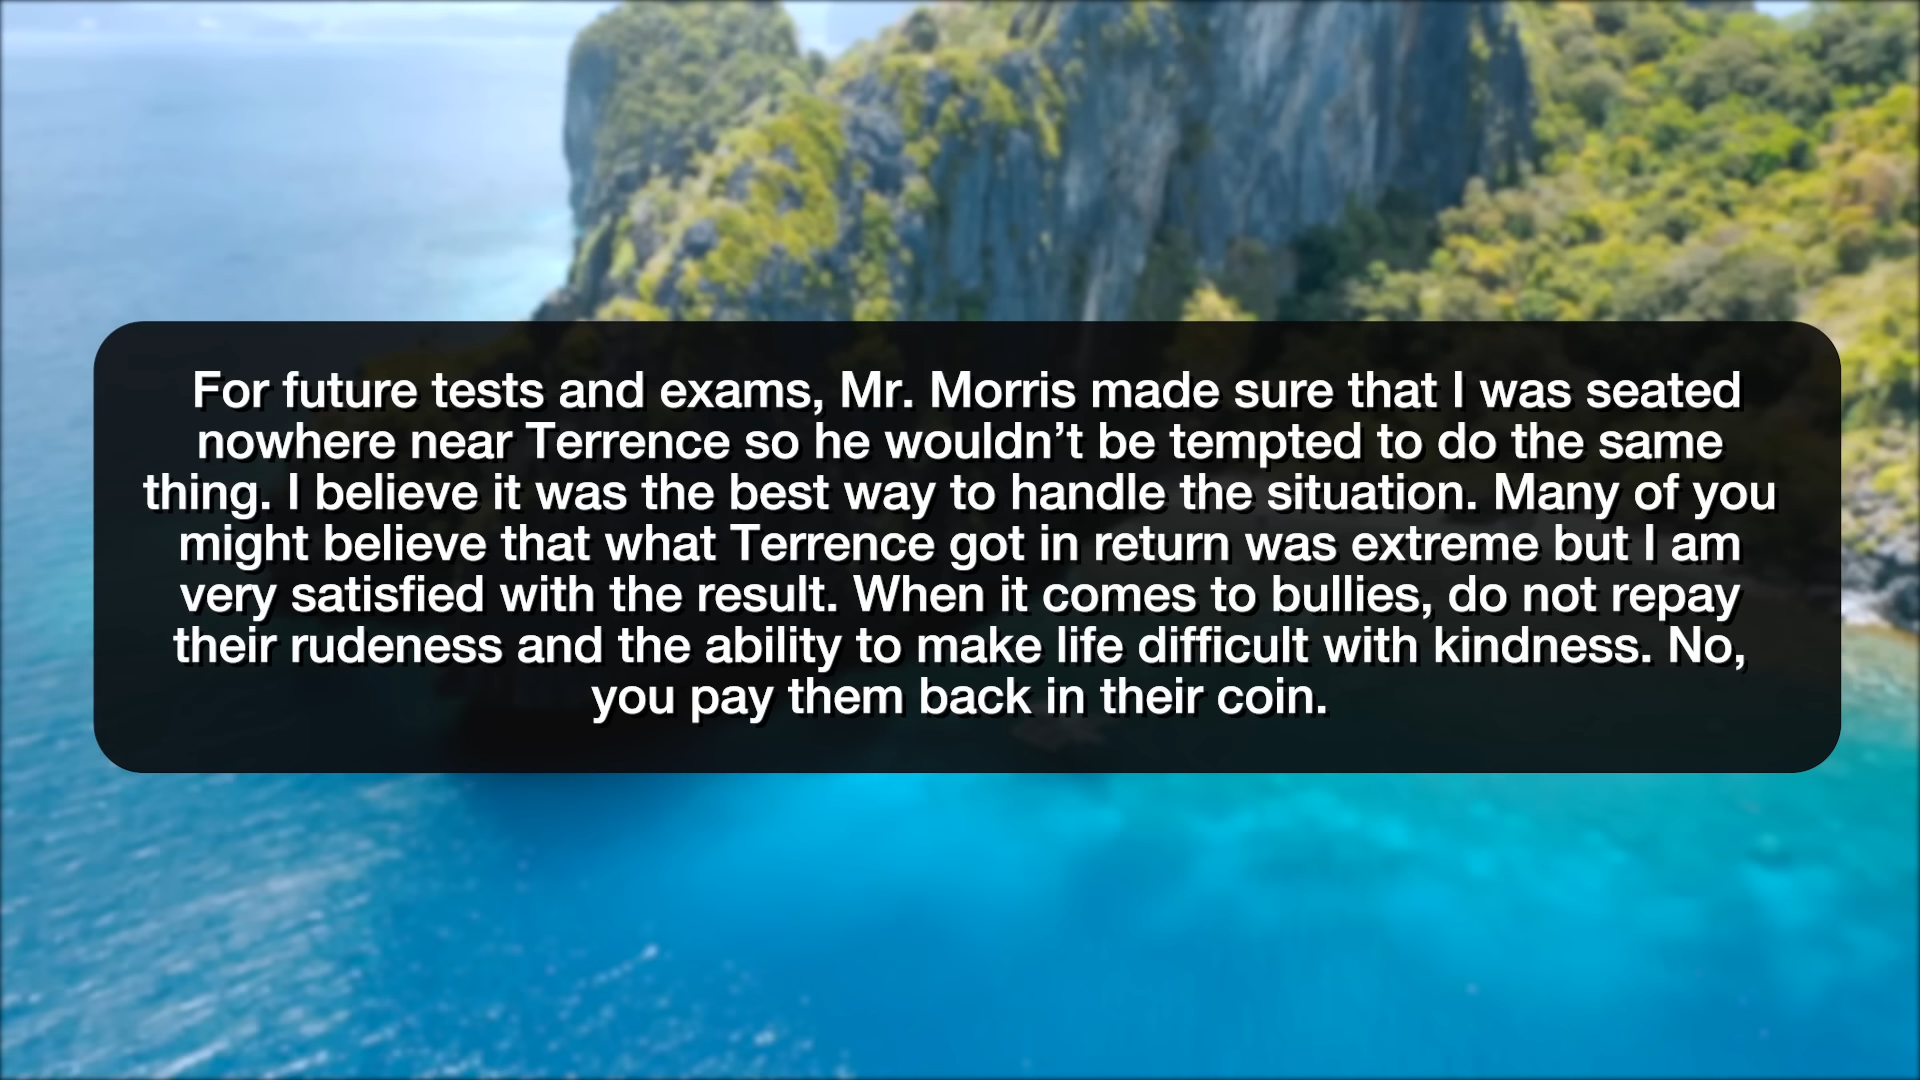 For future tests and exams, Mr. Morris made sure that I was seated
nowhere near Terrence so he wouldn’t be tempted to do the same
thing. I believe it was the best way to handle the situation. Many of you
might believe that what Terrence got in return was extreme but I am
very satisfied with the result. When it comes to bullies, do not repay
their rudeness and the ability to make life difficult with kindness. No,
you pay them back in their coin.